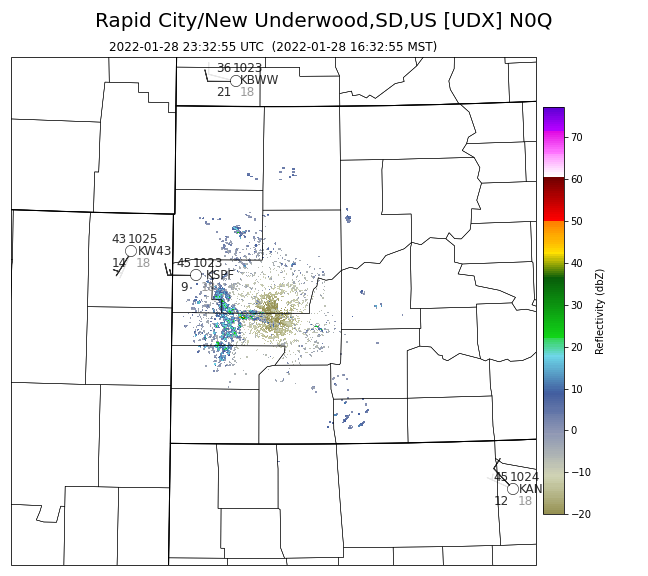 Rapid City/New Underwood,SD,US [UDX] N0Q
2022-01-28 23:32:55 UTC  (2022-01-28 16:32:55 MST)
36 1023
KBWW
21 18
43 1025
KW43
14 18
45 1023
KSPF
9
45 1024
KAN
12 18
70
60
50
40
30
20
10
0
−10
−20
Reflectivity (dbZ)